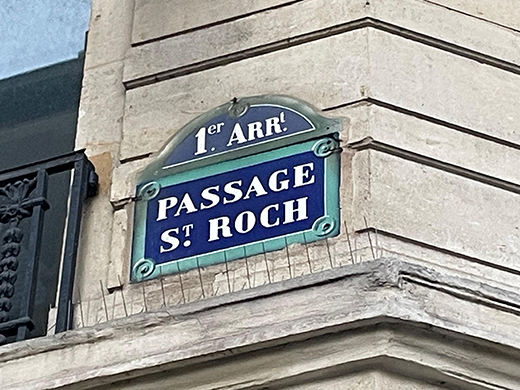 1er. ARRt.
PASSAGE
ST. ROCH